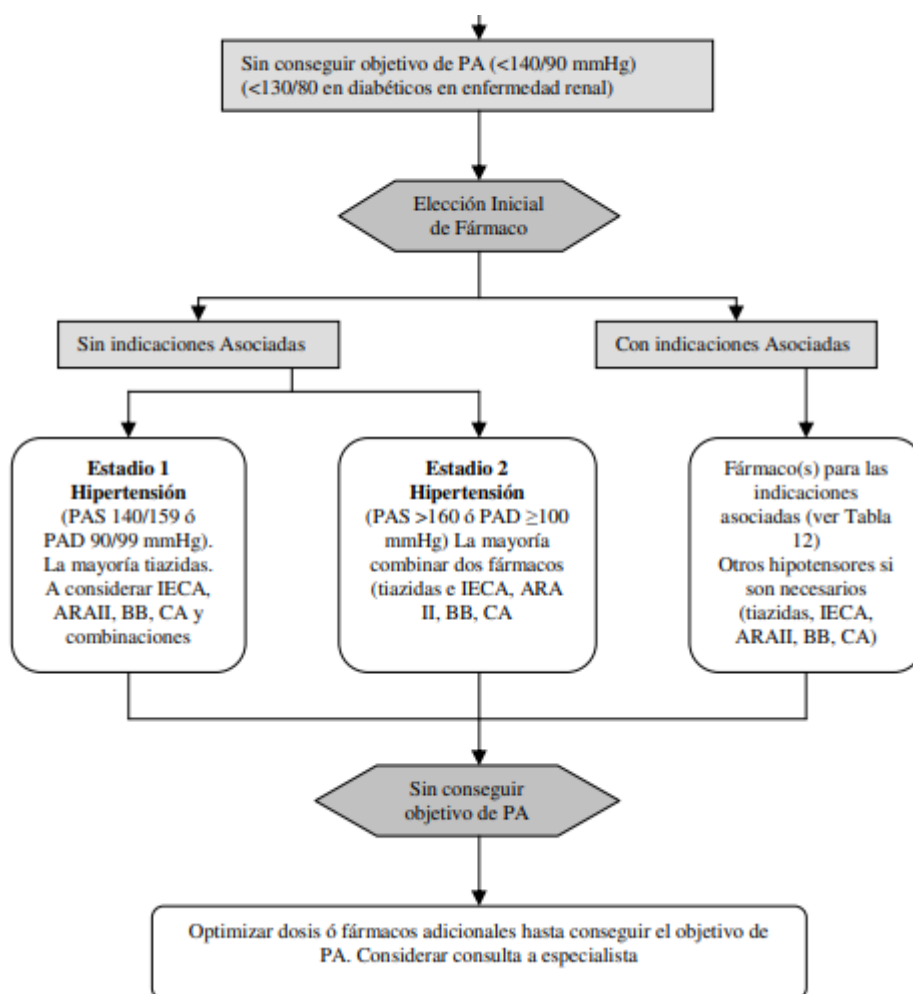 Sin conseguir objetivo de PA (<140/90 mmHg)
(<130/80 en diabéticos en enfermedad renal)
Elección Inicial
de Fármaco
Sin indicaciones Asociadas
Con indicaciones Asociadas
Estadio 1
Hipertensión
(PAS 140/159 ó
PAD 90/99 mmHg).
La mayoría tiazidas.
A considerar IECA,
ARAII, BB, CA y
combinaciones
Estadio 2
Hipertensión
(PAS >160 ó PAD ≥100
mmHg) La mayoría
combinar dos fármacos
(tiazidas e IECA, ARA
II, BB, CA
Fármaco(s) para las
indicaciones
asociadas (ver Tabla
12)
Otros hipotensores si
son necesarios
(tiazidas, IECA,
ARAII, BB, CA)
Sin conseguir
objetivo de PA
Optimizar dosis ó fármacos adicionales hasta conseguir el objetivo de
PA. Considerar consulta a especialista